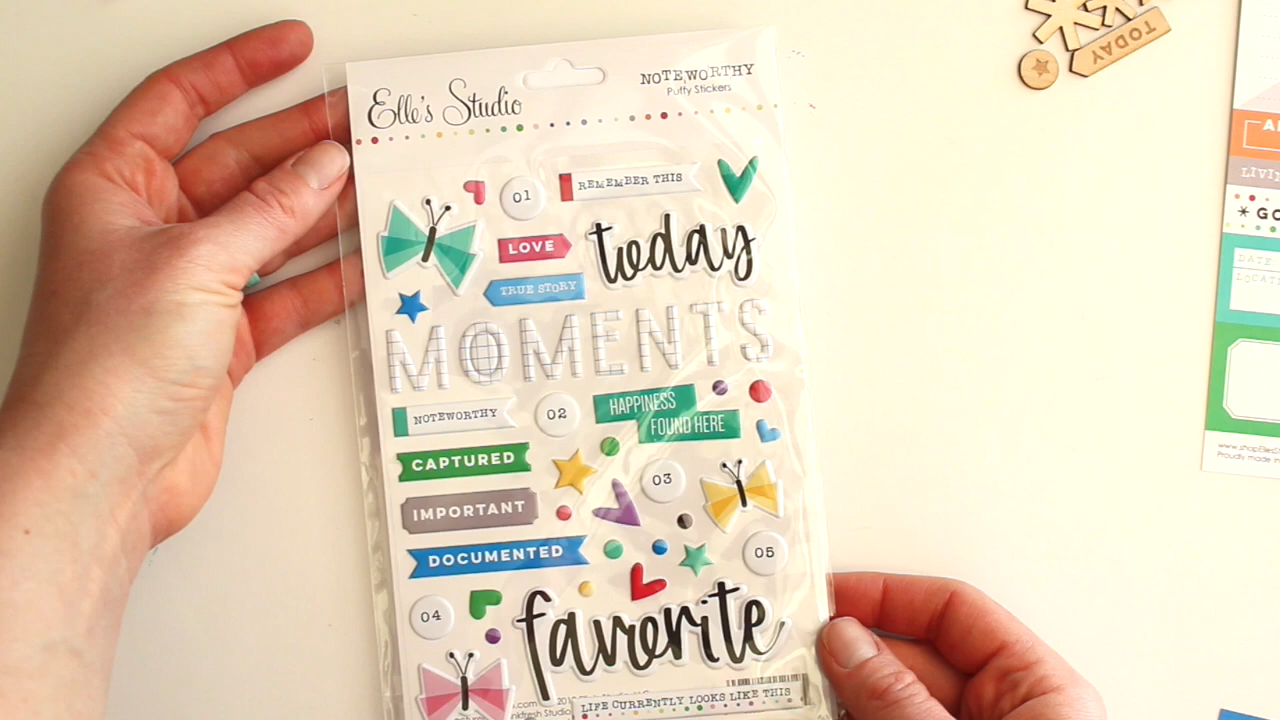 Elle's Studio
NOTEWORTHY
Puffy Stickers
01
REMEMBER THIS
LOVE
today
TRUE STORY
MOMENTS
NOTEWORTHY
02
HAPPINESS
FOUND HERE
CAPTURED
03
IMPORTANT
DOCUMENTED
05
04
favorite
LIFE CURRENTLY LOOKS LIKE THIS
TODAY
GO
DATE